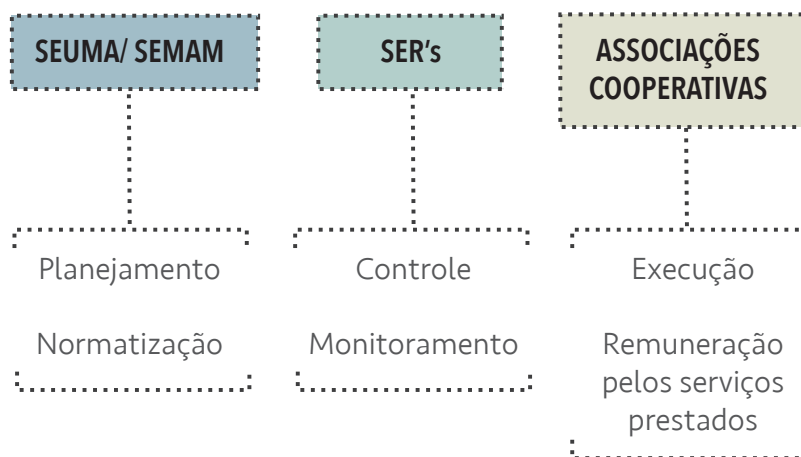 SEUMA/ SEMAM
SER's
ASSOCIAÇÕES
COOPERATIVAS
Planejamento
Normatização
Controle
Monitoramento
Execução
Remuneração
pelos serviços
prestados